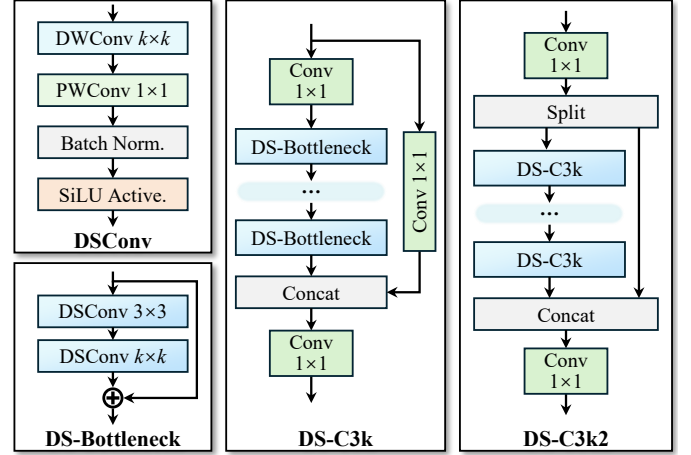 DWConv k×k
PWConv 1×1
Batch Norm.
SiLU Active.
DSConv
DSConv 3×3
DSConv k×k
DS-Bottleneck
Conv
1×1
DS-Bottleneck
...
DS-Bottleneck
Conv 1×1
Concat
Conv
1×1
DS-C3k
Conv
1×1
Split
DS-C3k
...
DS-C3k
Concat
Conv
1×1
DS-C3k2